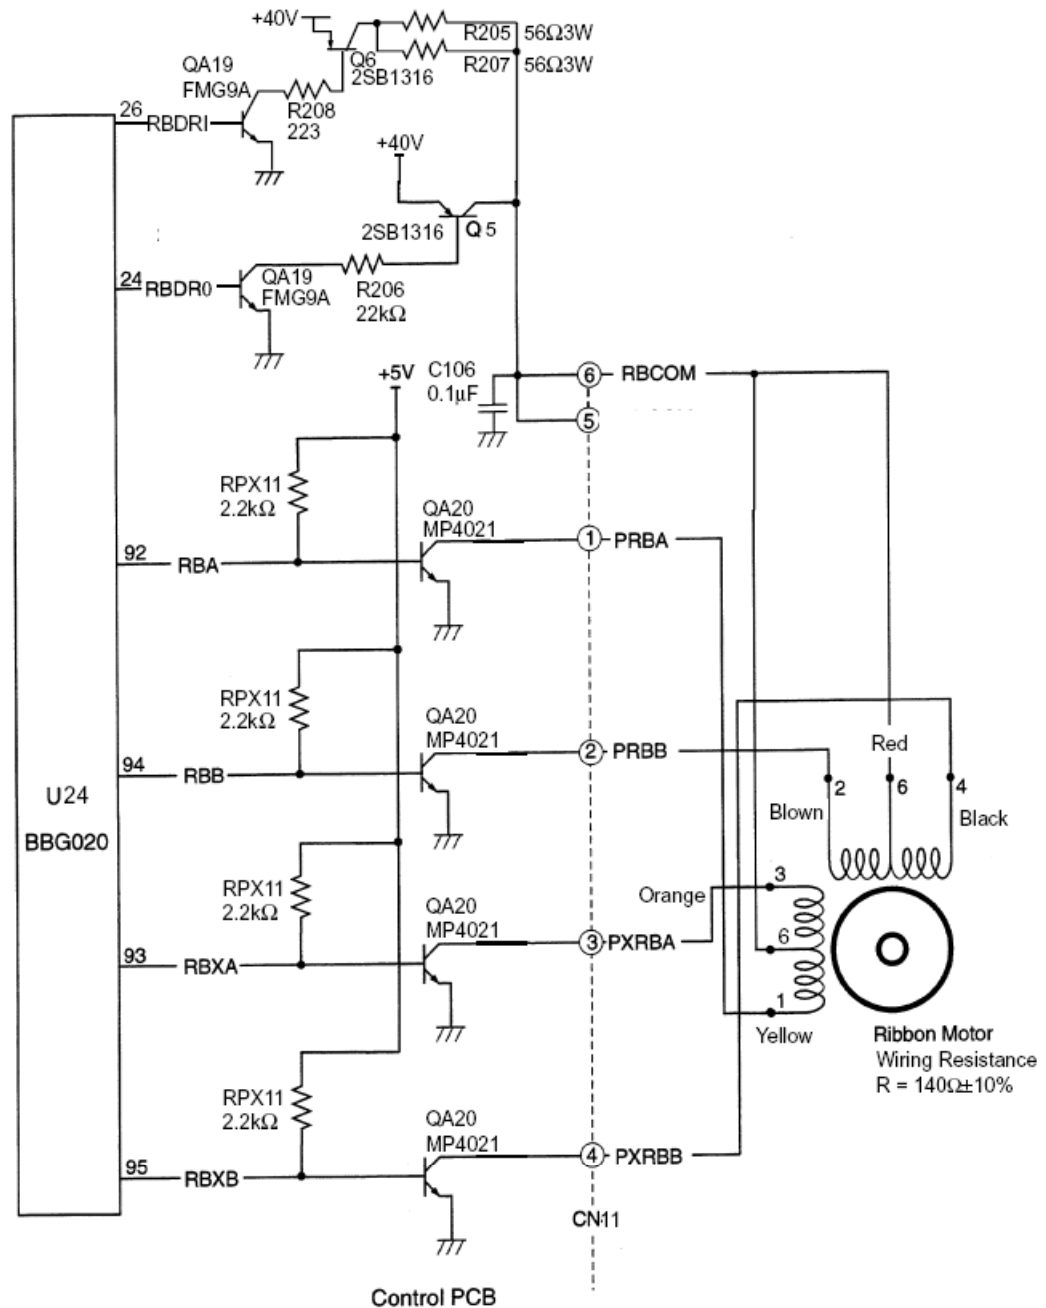 +40V
R205 56Ω3W
R207 56Ω3W
Q6
2SB1316
QA19
FMG9A
R208
223
26
RBDRI
+40V
2SB1316
Q5
24
RBDR0
QA19
FMG9A
R206
22kΩ
+5V
C106
0.1µF
6
RBCOM
5
RPX11
2.2kΩ
QA20
MP4021
92
RBA
1
PRBA
RPX11
2.2kΩ
QA20
MP4021
94
RBB
2
PRBB
U24
BBG020
Red
2
6
4
Blown
Black
RPX11
2.2kΩ
QA20
MP4021
93
RBXA
3
PXRBA
Orange
3
6
1
Yellow
Ribbon Motor
Wiring Resistance
R = 140Ω±10%
RPX11
2.2kΩ
QA20
MP4021
95
RBXB
4
PXRBB
CN11
Control PCB